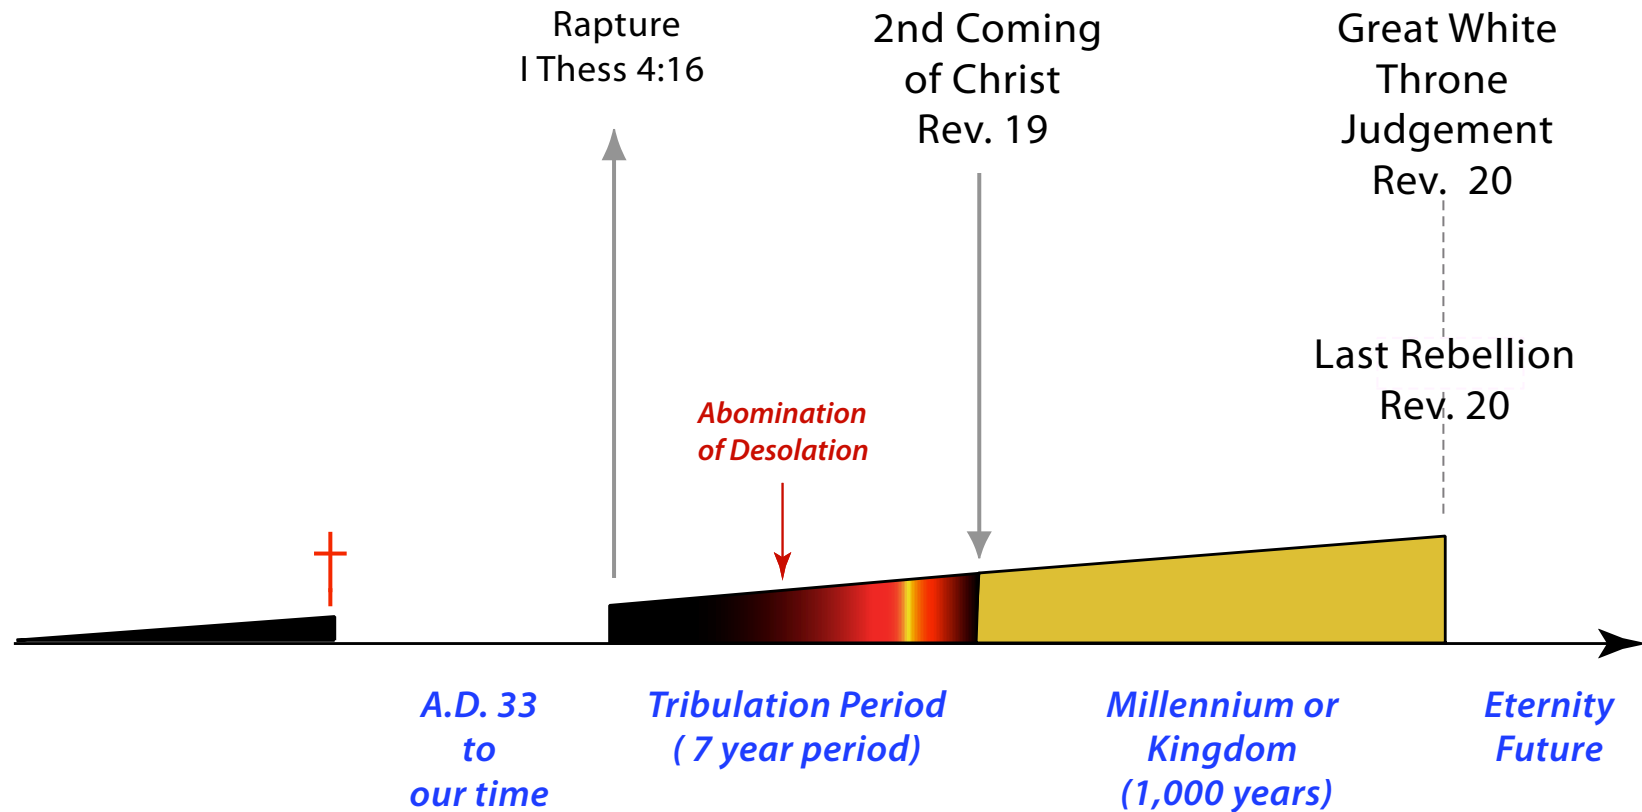 Rapture
I Thess 4:16
2nd Coming
of Christ
Rev. 19
Great White
Throne
Judgement
Rev. 20
Last Rebellion
Rev. 20
Abomination
of Desolation
A.D. 33
to
our time
Tribulation Period
( 7 year period)
Millennium or
Kingdom
(1,000 years)
Eternity
Future